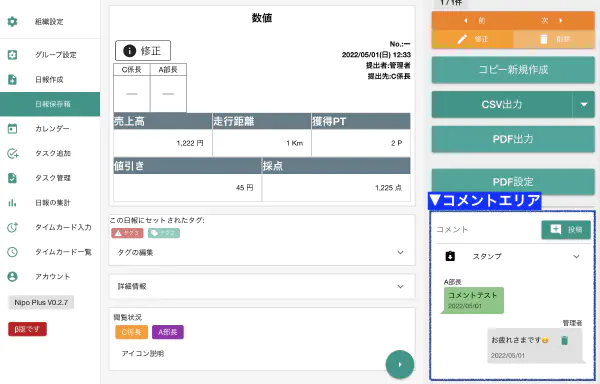 組織設定
グループ設定
日報作成
日報保存箱
カレンダー
タスク追加
タスク管理
日報の集計
タイムカード入力
タイムカード一覧
アカウント
Nipo Plus V0.2.7
β版です
数値
修正
No.:ー
2022/05/01(日) 12:33
提出者:管理者
提出先:C係長
C係長 A部長
— —
売上高 走行距離 獲得PT
1,222 円 1 Km 2 P
値引き 採点
45 円 1,225 点
この日報にセットされたタグ:
タグ3 タグ2
タグの編集
詳細情報
閲覧状況
C係長 A部長
アイコン説明
1 / 1件
前 次
修正 削除
コピー新規作成
CSV出力
PDF出力
PDF設定
▼コメントエリア
コメント 投稿
スタンプ
A部長
コメントテスト
2022/05/01
管理者
お疲れさまです😄
2022/05/01